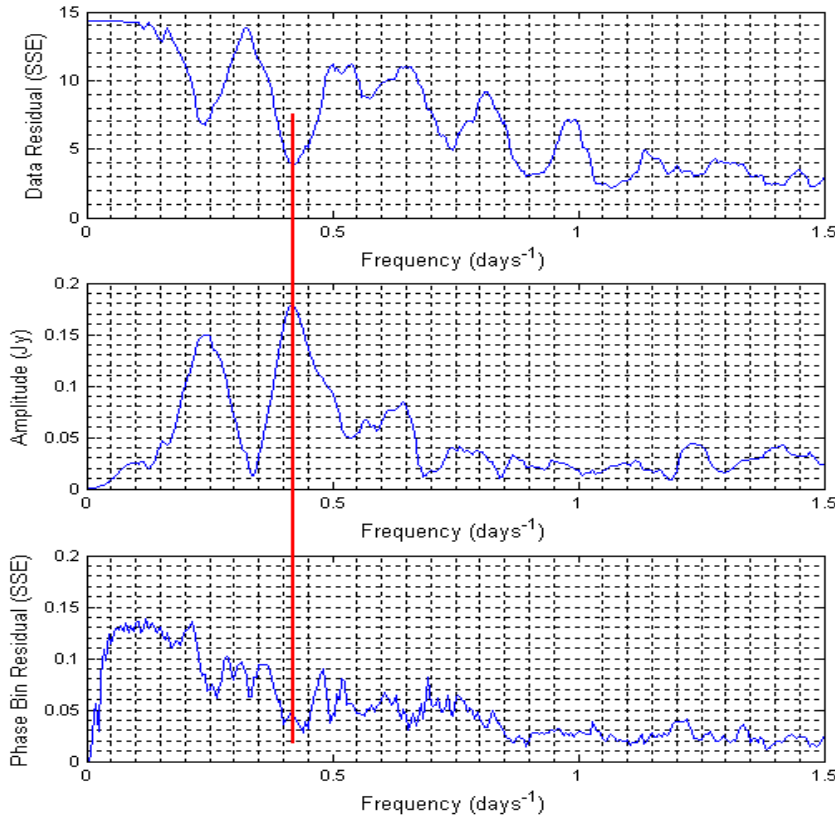 Data Residual (SSE)
15
10
5
0
0 0.5 1 1.5
Frequency (days⁻¹)
Amplitude (Jy)
0.2
0.15
0.1
0.05
0
0 0.5 1 1.5
Frequency (days⁻¹)
Phase Bin Residual (SSE)
0.2
0.15
0.1
0.05
0
0 0.5 1 1.5
Frequency (days⁻¹)